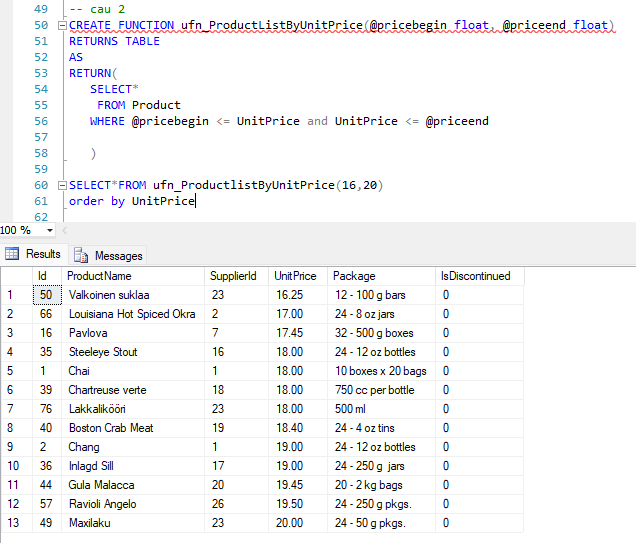 49 -- cau 2
50 CREATE FUNCTION ufn_ProductListByUnitPrice(@pricebegin float, @priceend float)
51 RETURNS TABLE
52 AS
53 RETURN(
54 SELECT*
55 FROM Product
56 WHERE @pricebegin <= UnitPrice and UnitPrice <= @priceend
57
58 )
59
60 SELECT*FROM ufn_ProductlistByUnitPrice(16,20)
61 order by UnitPrice
62
100 %
Results Messages
Id ProductName SupplierId UnitPrice Package IsDiscontinued
1 50 Valkoinen suklaa 23 16.25 12 - 100 g bars 0
2 66 Louisiana Hot Spiced Okra 2 17.00 24 - 8 oz jars 0
3 16 Pavlova 7 17.45 32 - 500 g boxes 0
4 35 Steeleye Stout 16 18.00 24 - 12 oz bottles 0
5 1 Chai 1 18.00 10 boxes x 20 bags 0
6 39 Chartreuse verte 18 18.00 750 cc per bottle 0
7 76 Lakkalikööri 23 18.00 500 ml 0
8 40 Boston Crab Meat 19 18.40 24 - 4 oz tins 0
9 2 Chang 1 19.00 24 - 12 oz bottles 0
10 36 Inlagd Sill 17 19.00 24 - 250 g jars 0
11 44 Gula Malacca 20 19.45 20 - 2 kg bags 0
12 57 Ravioli Angelo 26 19.50 24 - 250 g pkgs. 0
13 49 Maxilaku 23 20.00 24 - 50 g pkgs. 0